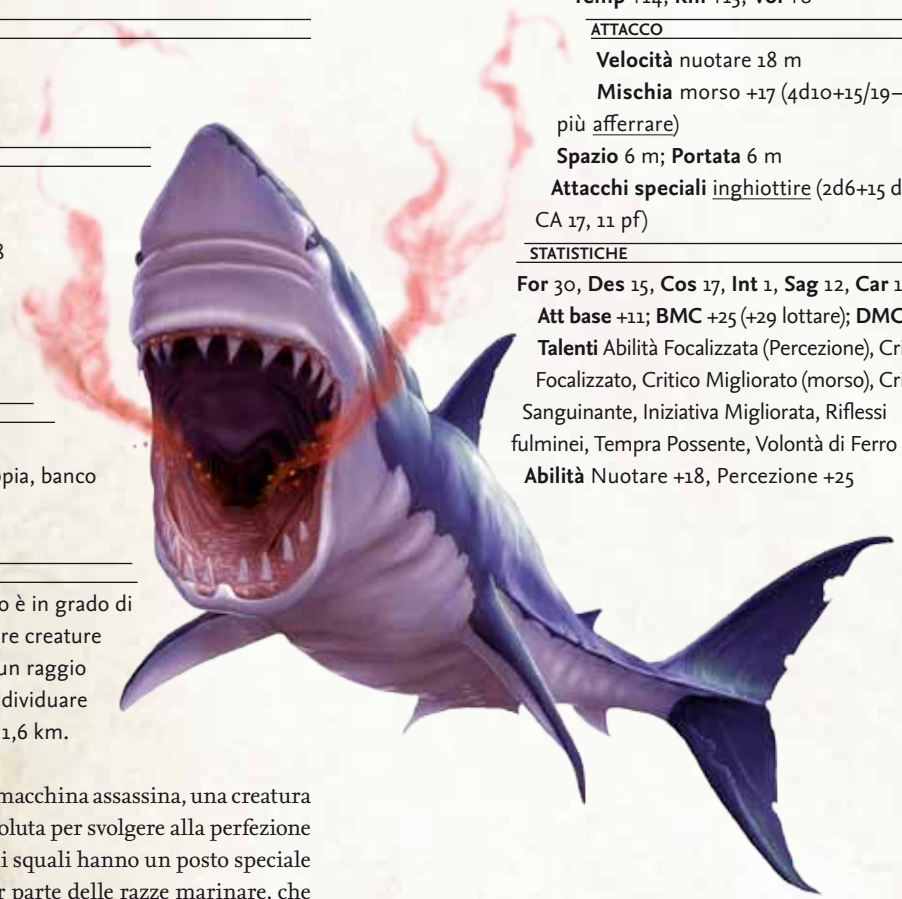 8
pia, banco
o è in grado di
re creature
un raggio
dividuare
1,6 km.
macchina assassina, una creatura
oluta per svolgere alla perfezione
i squali hanno un posto speciale
r parte delle razze marinare, che
Temp +14, Rifl +13, Vol +8
ATTACCO
Velocità nuotare 18 m
Mischia morso +17 (4d10+15/19–
più afferrare)
Spazio 6 m; Portata 6 m
Attacchi speciali inghiottire (2d6+15 d
CA 17, 11 pf)
STATISTICHE
For 30, Des 15, Cos 17, Int 1, Sag 12, Car 1
Att base +11; BMC +25 (+29 lottare); DMC
Talenti Abilità Focalizzata (Percezione), Cri
Focalizzato, Critico Migliorato (morso), Cri
Sanguinante, Iniziativa Migliorata, Riflessi
fulminei, Tempra Possente, Volontà di Ferro
Abilità Nuotare +18, Percezione +25